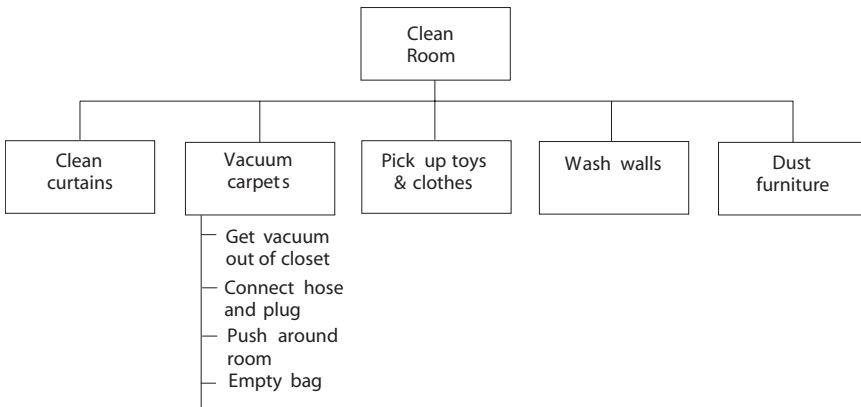 Clean
Room
Clean
curtains
Vacuum
carpets
Pick up toys
& clothes
Wash walls
Dust
furniture
Get vacuum
out of closet
Connect hose
and plug
Push around
room
Empty bag